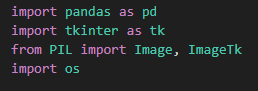 import pandas as pd
import tkinter as tk
from PIL import Image, ImageTk
import os